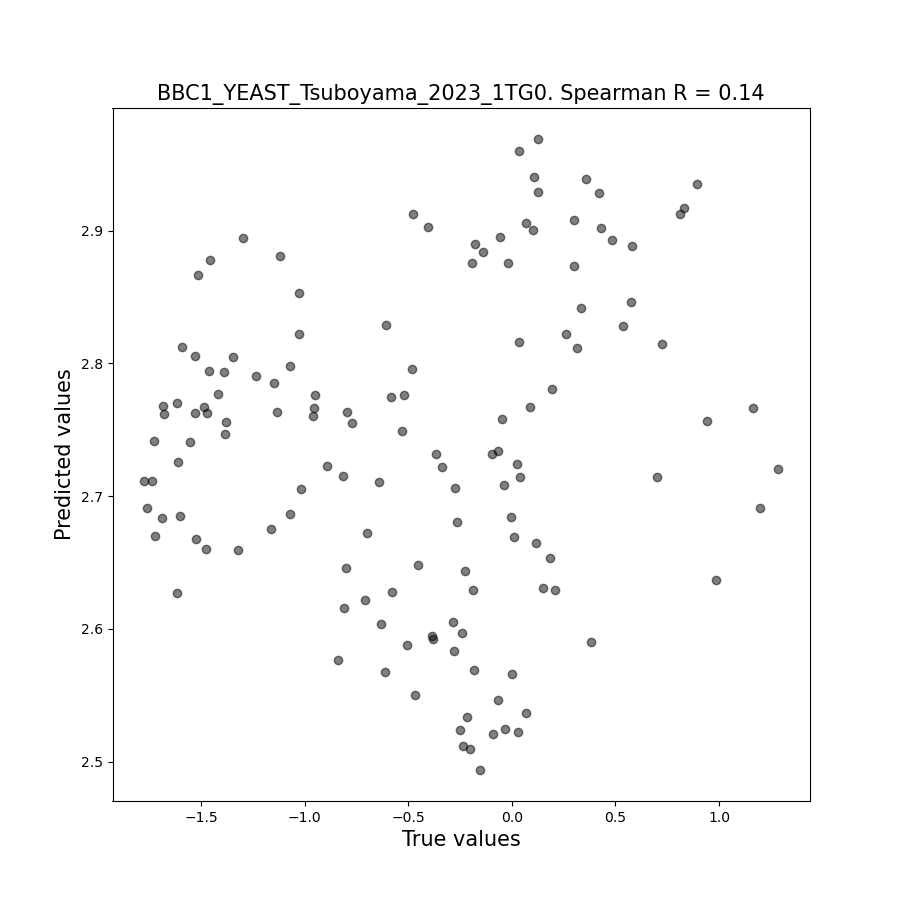 BBC1_YEAST_Tsuboyama_2023_1TG0. Spearman R = 0.14
2.9
2.8
2.7
2.6
2.5
Predicted values
−1.5 −1.0 −0.5 0.0 0.5 1.0
True values